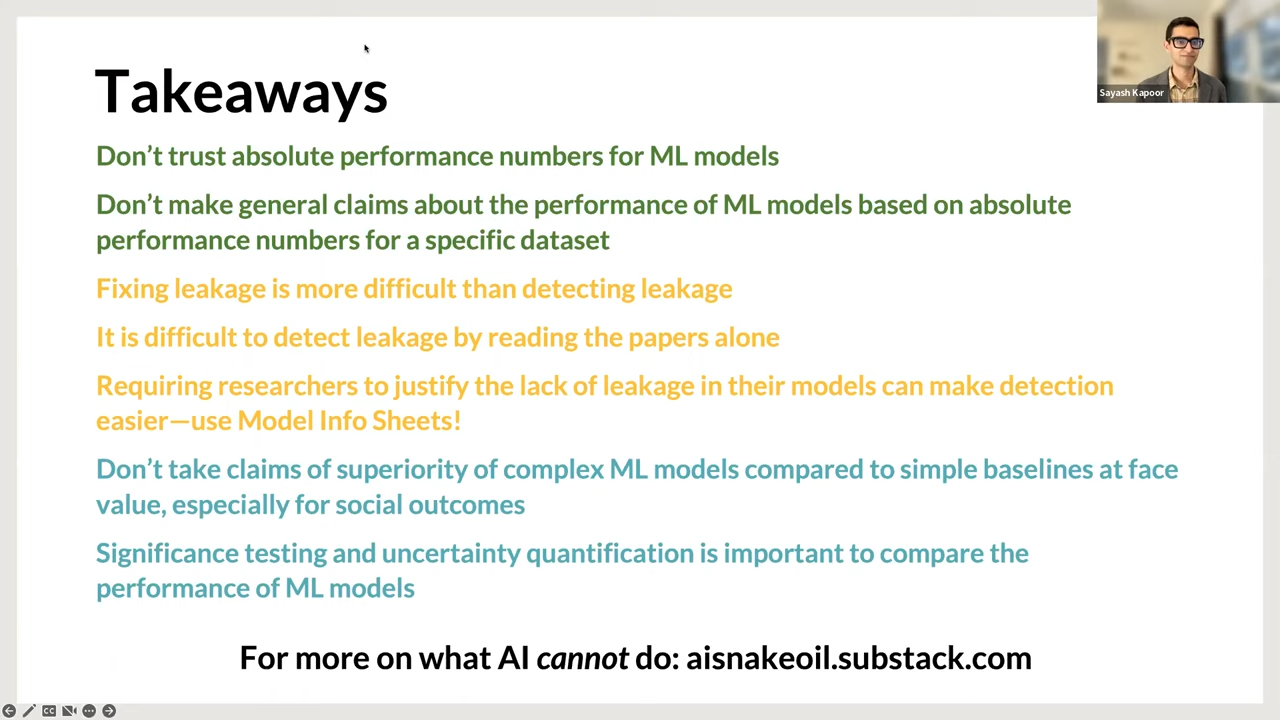 Takeaways
Sayash Kapoor
Don’t trust absolute performance numbers for ML models
Don’t make general claims about the performance of ML models based on absolute
performance numbers for a specific dataset
Fixing leakage is more difficult than detecting leakage
It is difficult to detect leakage by reading the papers alone
Requiring researchers to justify the lack of leakage in their models can make detection
easier—use Model Info Sheets!
Don’t take claims of superiority of complex ML models compared to simple baselines at face
value, especially for social outcomes
Significance testing and uncertainty quantification is important to compare the
performance of ML models
For more on what AI cannot do: aisnakeoil.substack.com
CC